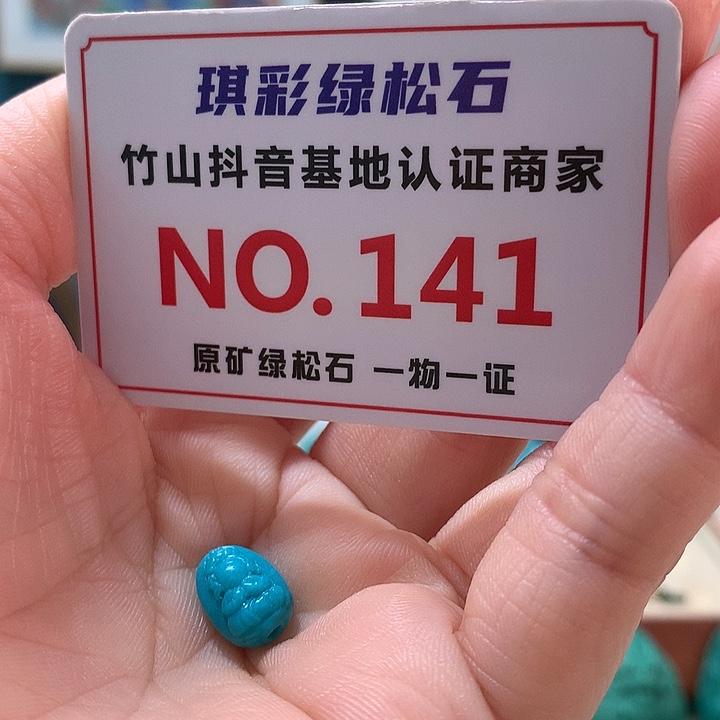 琪彩绿松石
竹山抖音基地认证商家
NO.141
原矿绿松石 一物一证